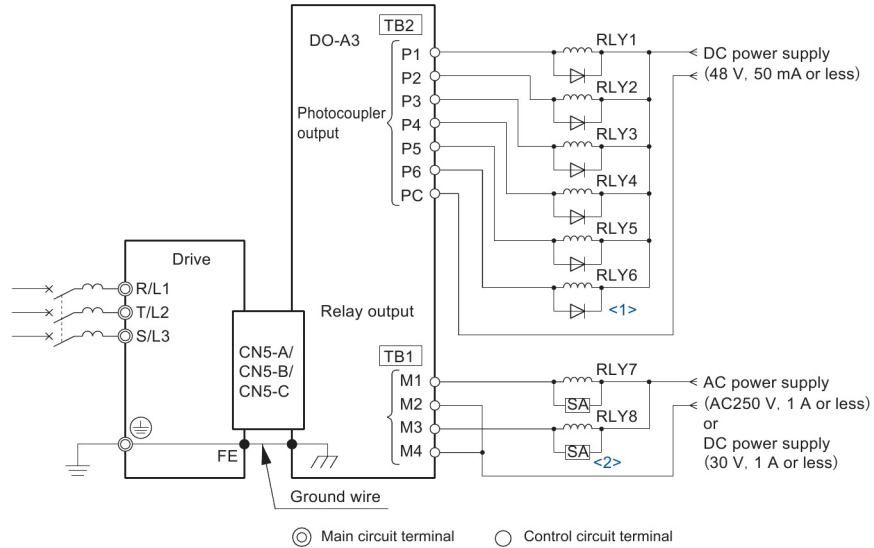 DO-A3
TB2
P1
P2
P3
P4
P5
P6
PC
Photocoupler
output
RLY1
RLY2
RLY3
RLY4
RLY5
RLY6
<1>
DC power supply
(48 V, 50 mA or less)
Drive
R/L1
T/L2
S/L3
CN5-A/
CN5-B/
CN5-C
FE
Relay output
TB1
M1
M2
M3
M4
RLY7
SA
RLY8
SA
<2>
AC power supply
(AC250 V, 1 A or less)
or
DC power supply
(30 V, 1 A or less)
Ground wire
Main circuit terminal
Control circuit terminal